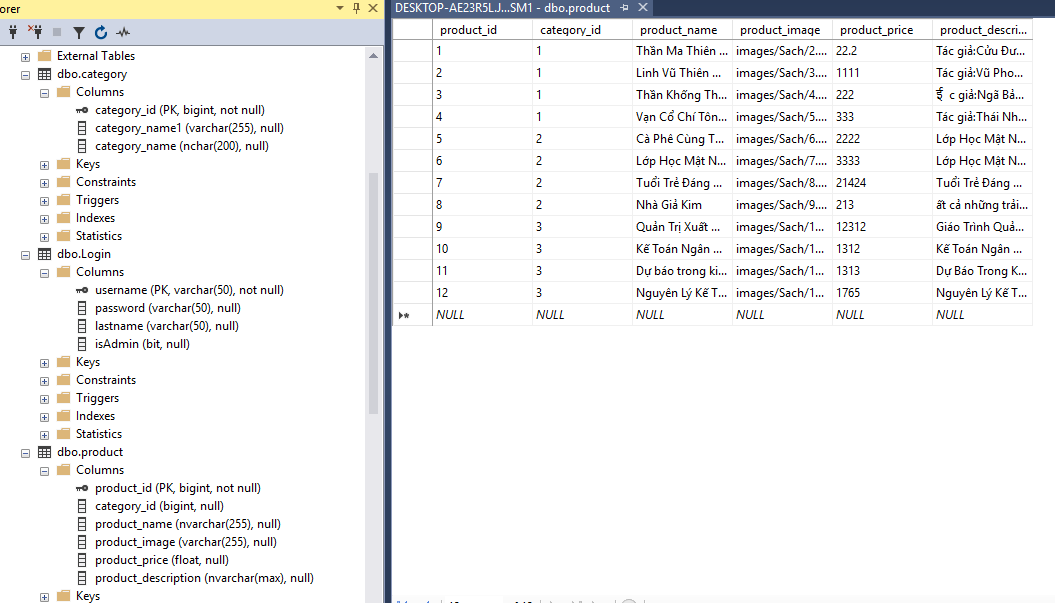 orer
External Tables
dbo.category
Columns
category_id (PK, bigint, not null)
category_name1 (varchar(255), null)
category_name (nchar(200), null)
Keys
Constraints
Triggers
Indexes
Statistics
dbo.Login
Columns
username (PK, varchar(50), not null)
password (varchar(50), null)
lastname (varchar(50), null)
isAdmin (bit, null)
Keys
Constraints
Triggers
Indexes
Statistics
dbo.product
Columns
product_id (PK, bigint, not null)
category_id (bigint, null)
product_name (nvarchar(255), null)
product_image (varchar(255), null)
product_price (float, null)
product_description (nvarchar(max), null)
Keys
DESKTOP-AE23R5LJ...SM1 - dbo.product
product_id category_id product_name product_image product_price product_descri...
1 1 Thần Ma Thiên ... images/Sach/2.... 22.2 Tác giả:Cửu Đư...
2 1 Linh Vũ Thiên ... images/Sach/3.... 1111 Tác giả:Vũ Pho...
3 1 Thần Khống Th... images/Sach/4.... 222 c giả:Ngã Bả...
4 1 Vạn Cổ Chí Tôn... images/Sach/5.... 333 Tác giả:Thái Nh...
5 2 Cà Phê Cùng T... images/Sach/6.... 2222 Lớp Học Mật N...
6 2 Lớp Học Mật N... images/Sach/7.... 3333 Lớp Học Mật N...
7 2 Tuổi Trẻ Đáng ... images/Sach/8.... 21424 Tuổi Trẻ Đáng ...
8 2 Nhà Giả Kim images/Sach/9.... 213 ất cả những trải...
9 3 Quản Trị Xuất ... images/Sach/1... 12312 Giáo Trình Quả...
10 3 Kế Toán Ngân ... images/Sach/1... 1312 Kế Toán Ngân ...
11 3 Dự báo trong ki... images/Sach/1... 1313 Dự Báo Trong K...
12 3 Nguyên Lý Kế T... images/Sach/1... 1765 Nguyên Lý Kế T...
NULL NULL NULL NULL NULL NULL